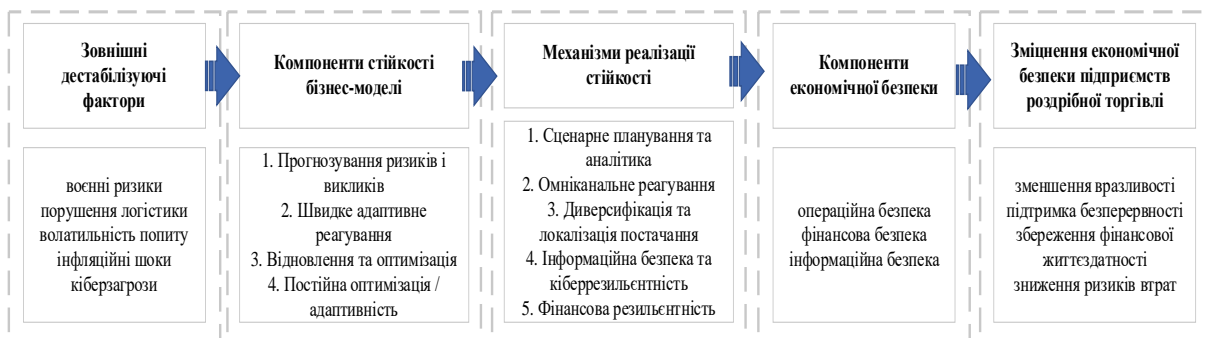 Зовнішні
дестабілізуючі
фактори
воєнні ризики
порушення логістики
волатильність попиту
інфляційні шоки
кіберзагрози
Компоненти стійкості
бізнес-моделі
1. Прогнозування ризиків і
викликів
2. Швидке адаптивне
реагування
3. Відновлення та оптимізація
4. Постійна оптимізація /
адаптивність
Механізми реалізації
стійкості
1. Сценарне планування та
аналітика
2. Омніканальне реагування
3. Диверсифікація та
локалізація постачання
4. Інформаційна безпека та
кіберрезильєнтність
5. Фінансова резильєнтність
Компоненти
економічної безпеки
операційна безпека
фінансова безпека
інформаційна безпека
Зміцнення економічної
безпеки підприємств
роздрібної торгівлі
зменшення вразливості
підтримка безперервності
збереження фінансової
життєздатності
зниження ризиків втрат